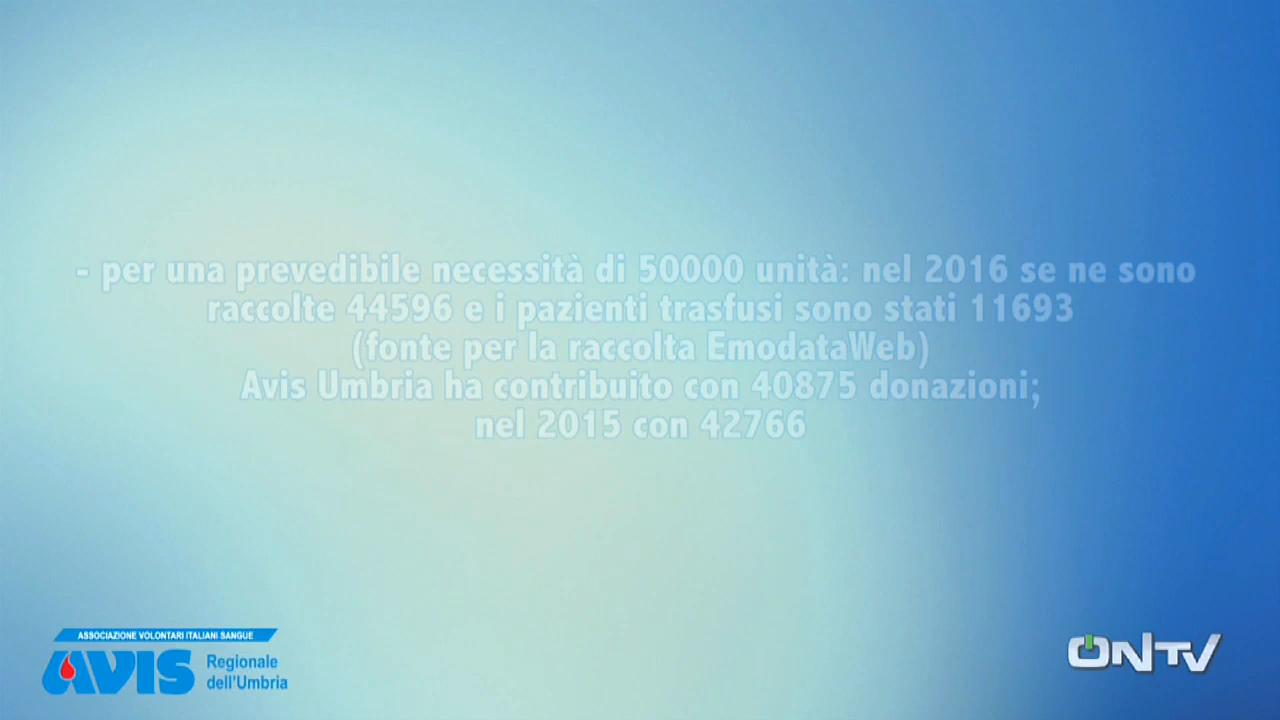 - per una prevedibile necessità di 50000 unità: nel 2016 se ne sono
raccolte 44596 e i pazienti trasfusi sono stati 11693
(fonte per la raccolta EmodataWeb)
Avis Umbria ha contribuito con 40875 donazioni;
nel 2015 con 42766
ASSOCIAZIONE VOLONTARI ITALIANI SANGUE
AVIS
Regionale
dell'Umbria
ONTV